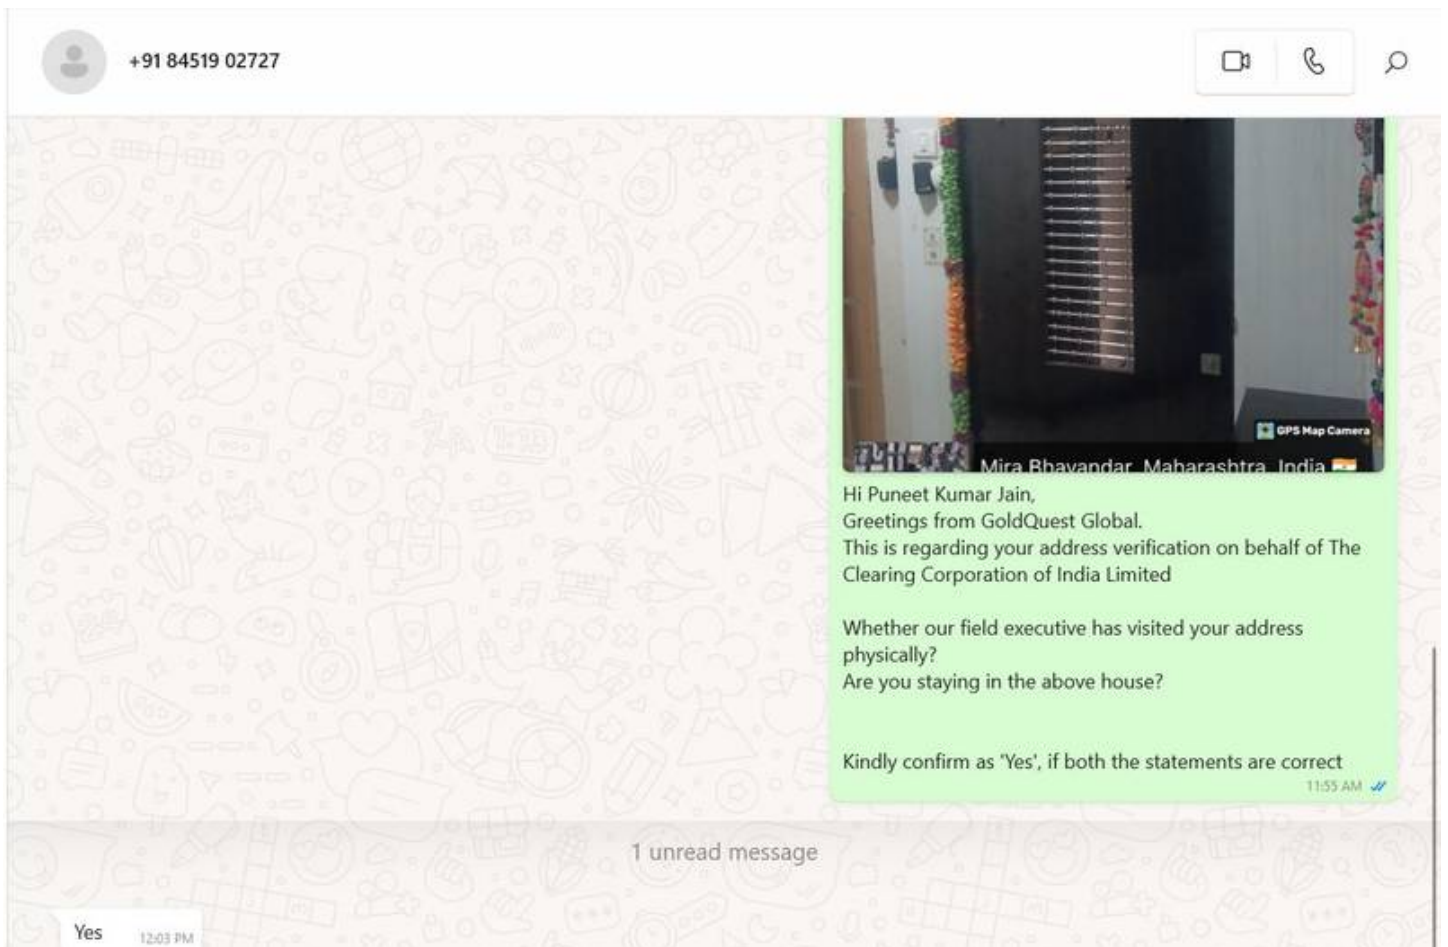 +91 84519 02727
GPS Map Camera
Mira Bhayandar, Maharashtra, India
Hi Puneet Kumar Jain,
Greetings from GoldQuest Global.
This is regarding your address verification on behalf of The
Clearing Corporation of India Limited
Whether our field executive has visited your address
physically?
Are you staying in the above house?
Kindly confirm as 'Yes', if both the statements are correct
11:55 AM
1 unread message
Yes
12:03 PM